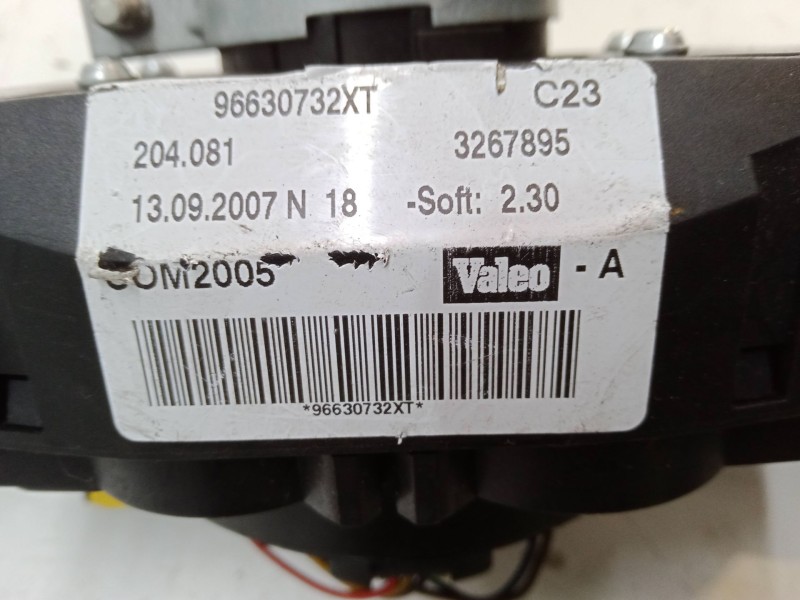 96630732XT C23
204.081 3267895
13.09.2007 N 18 -Soft: 2.30
COM2005 Valeo - A
*96630732XT*